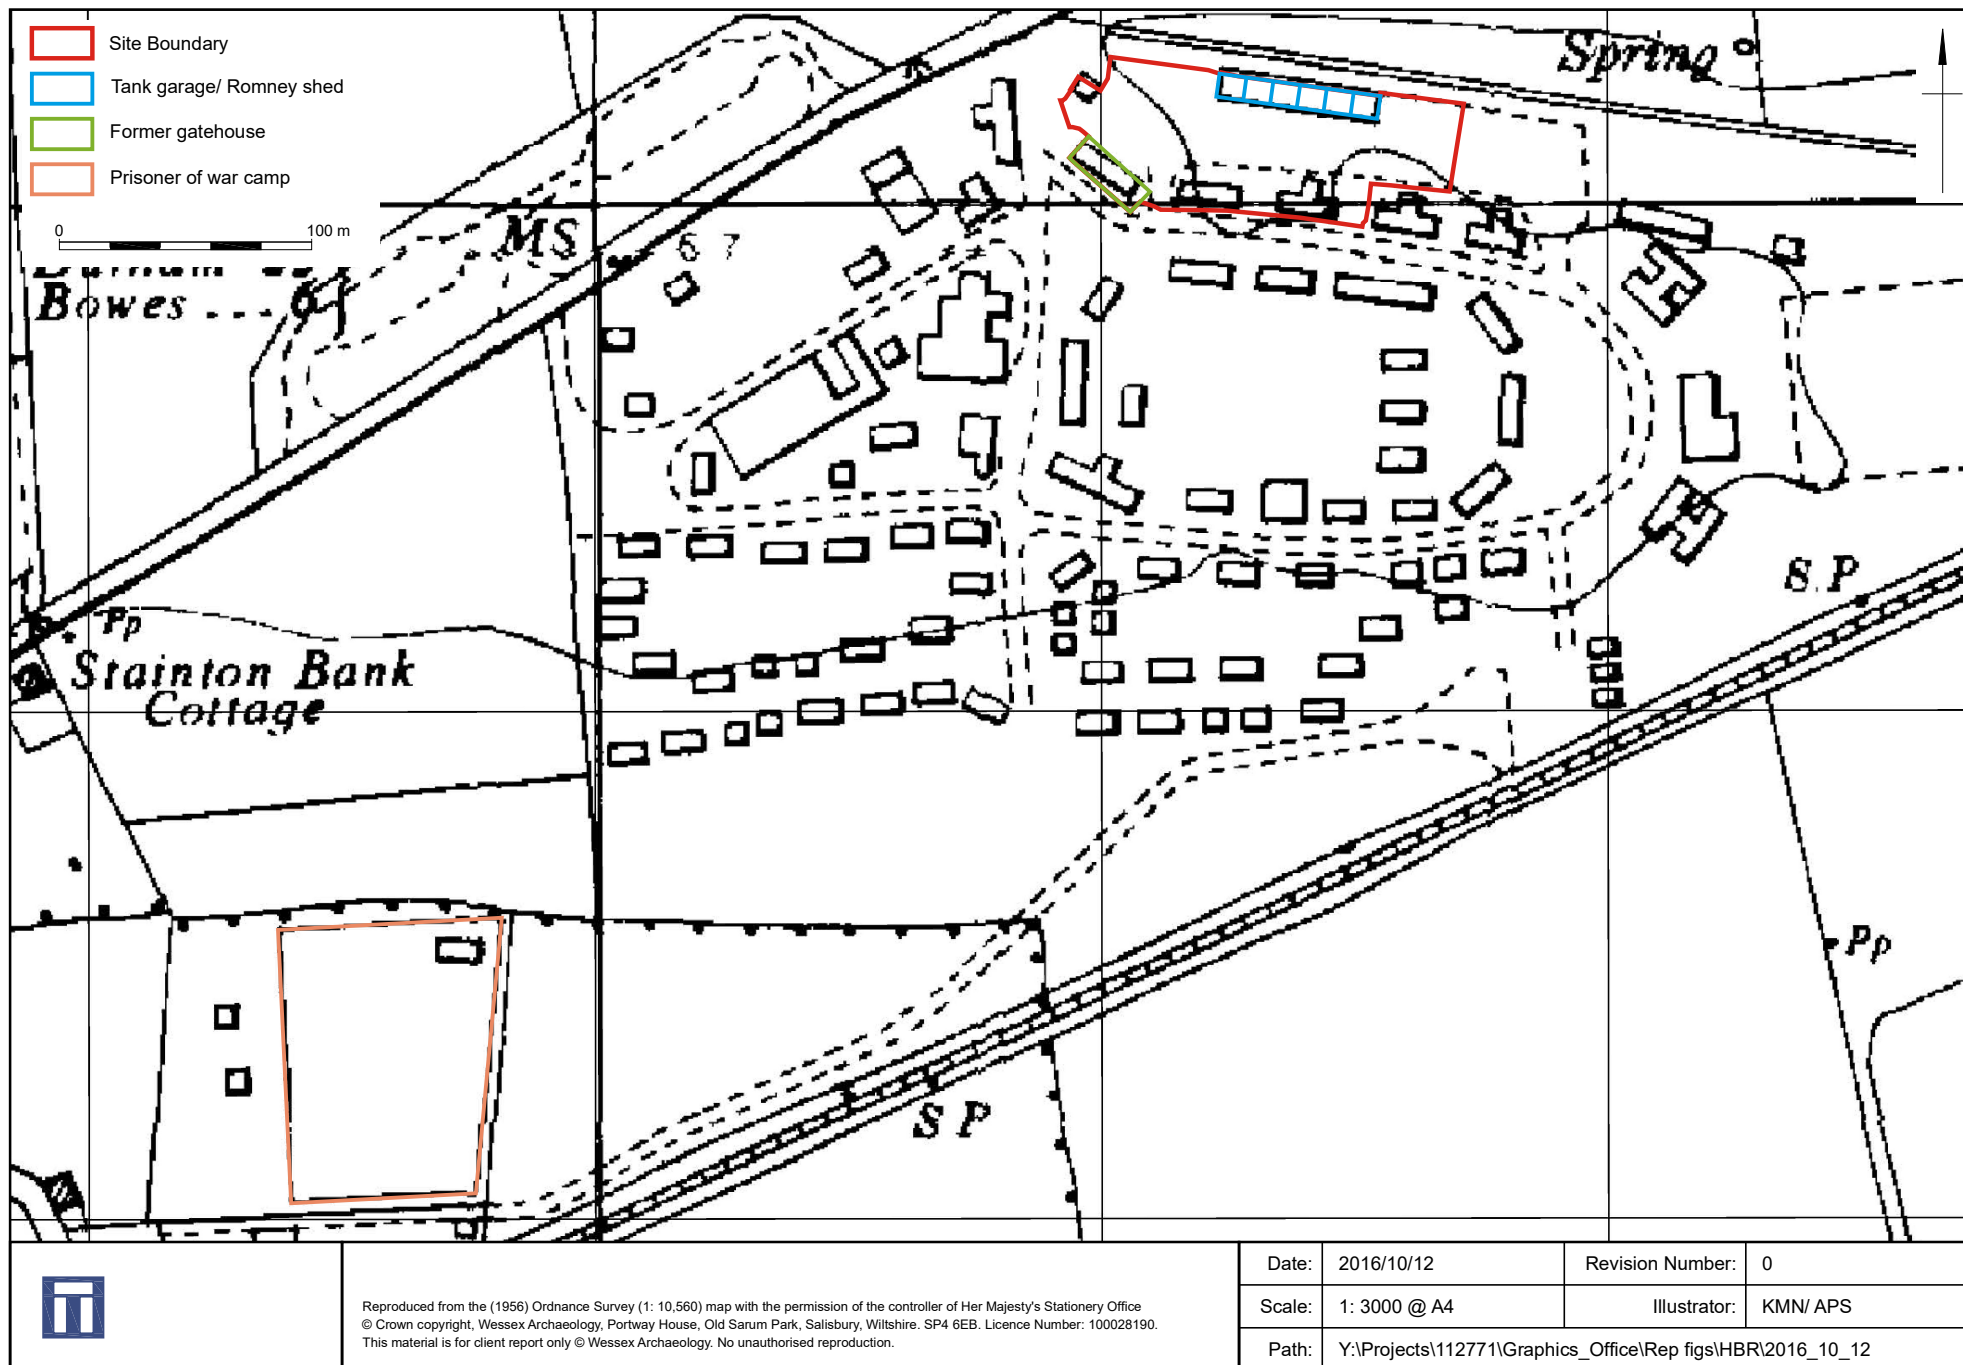 Site Boundary
Tank garage/ Romney shed
Former gatehouse
Prisoner of war camp
0 100 m
Spring
MS
67
Bowes
Pp
Stainton Bank
Cottage
S P
Pp
S P
Reproduced from the (1956) Ordnance Survey (1: 10,560) map with the permission of the controller of Her Majesty's Stationery Office
© Crown copyright, Wessex Archaeology, Portway House, Old Sarum Park, Salisbury, Wiltshire. SP4 6EB. Licence Number: 100028190.
This material is for client report only © Wessex Archaeology. No unauthorised reproduction.
Date: 2016/10/12 Revision Number: 0
Scale: 1: 3000 @ A4 Illustrator: KMN/ APS
Path: Y:\Projects\112771\Graphics_Office\Rep figs\HBR\2016_10_12